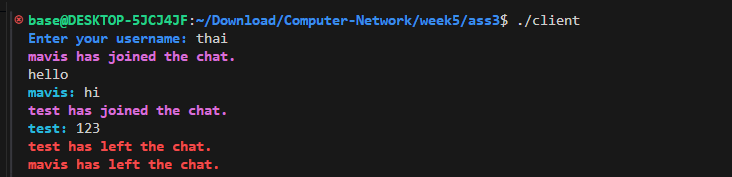 base@DESKTOP-5JCJ4JF:~/Download/Computer-Network/week5/ass3$ ./client
Enter your username: thai
mavis has joined the chat.
hello
mavis: hi
test has joined the chat.
test: 123
test has left the chat.
mavis has left the chat.